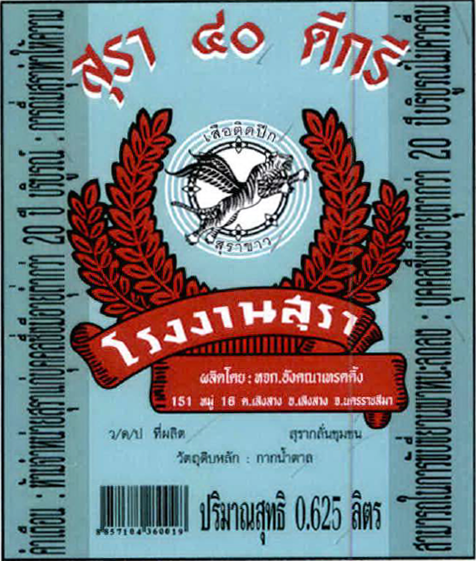 สุรา ๔๐ ดีกรี
เสือติดปีก
สุราขาว
โรงงานสุรา
ผลิตโดย : หจก.อังคณาเทรดดิ้ง
151 หมู่ 16 ต.เสิงสาง อ.เสิงสาง จ.นครราชสีมา
ว/ด/ป ที่ผลิต
สุรากลั่นชุมชน
วัตถุดิบหลัก : กากน้ำตาล
8857104360019
ปริมาณสุทธิ 0.625 ลิตร
คำเตือน : ห้ามจำหน่ายสุราแก่บุคคลซึ่งมีอายุต่ำกว่า 20 ปี บริบูรณ์ : การดื่มสุราทำให้ความ
สามารถในการขับขี่ยานพาหนะลดลง : บุคคลซึ่งมีอายุต่ำกว่า 20 ปีบริบูรณ์ไม่ควรดื่ม